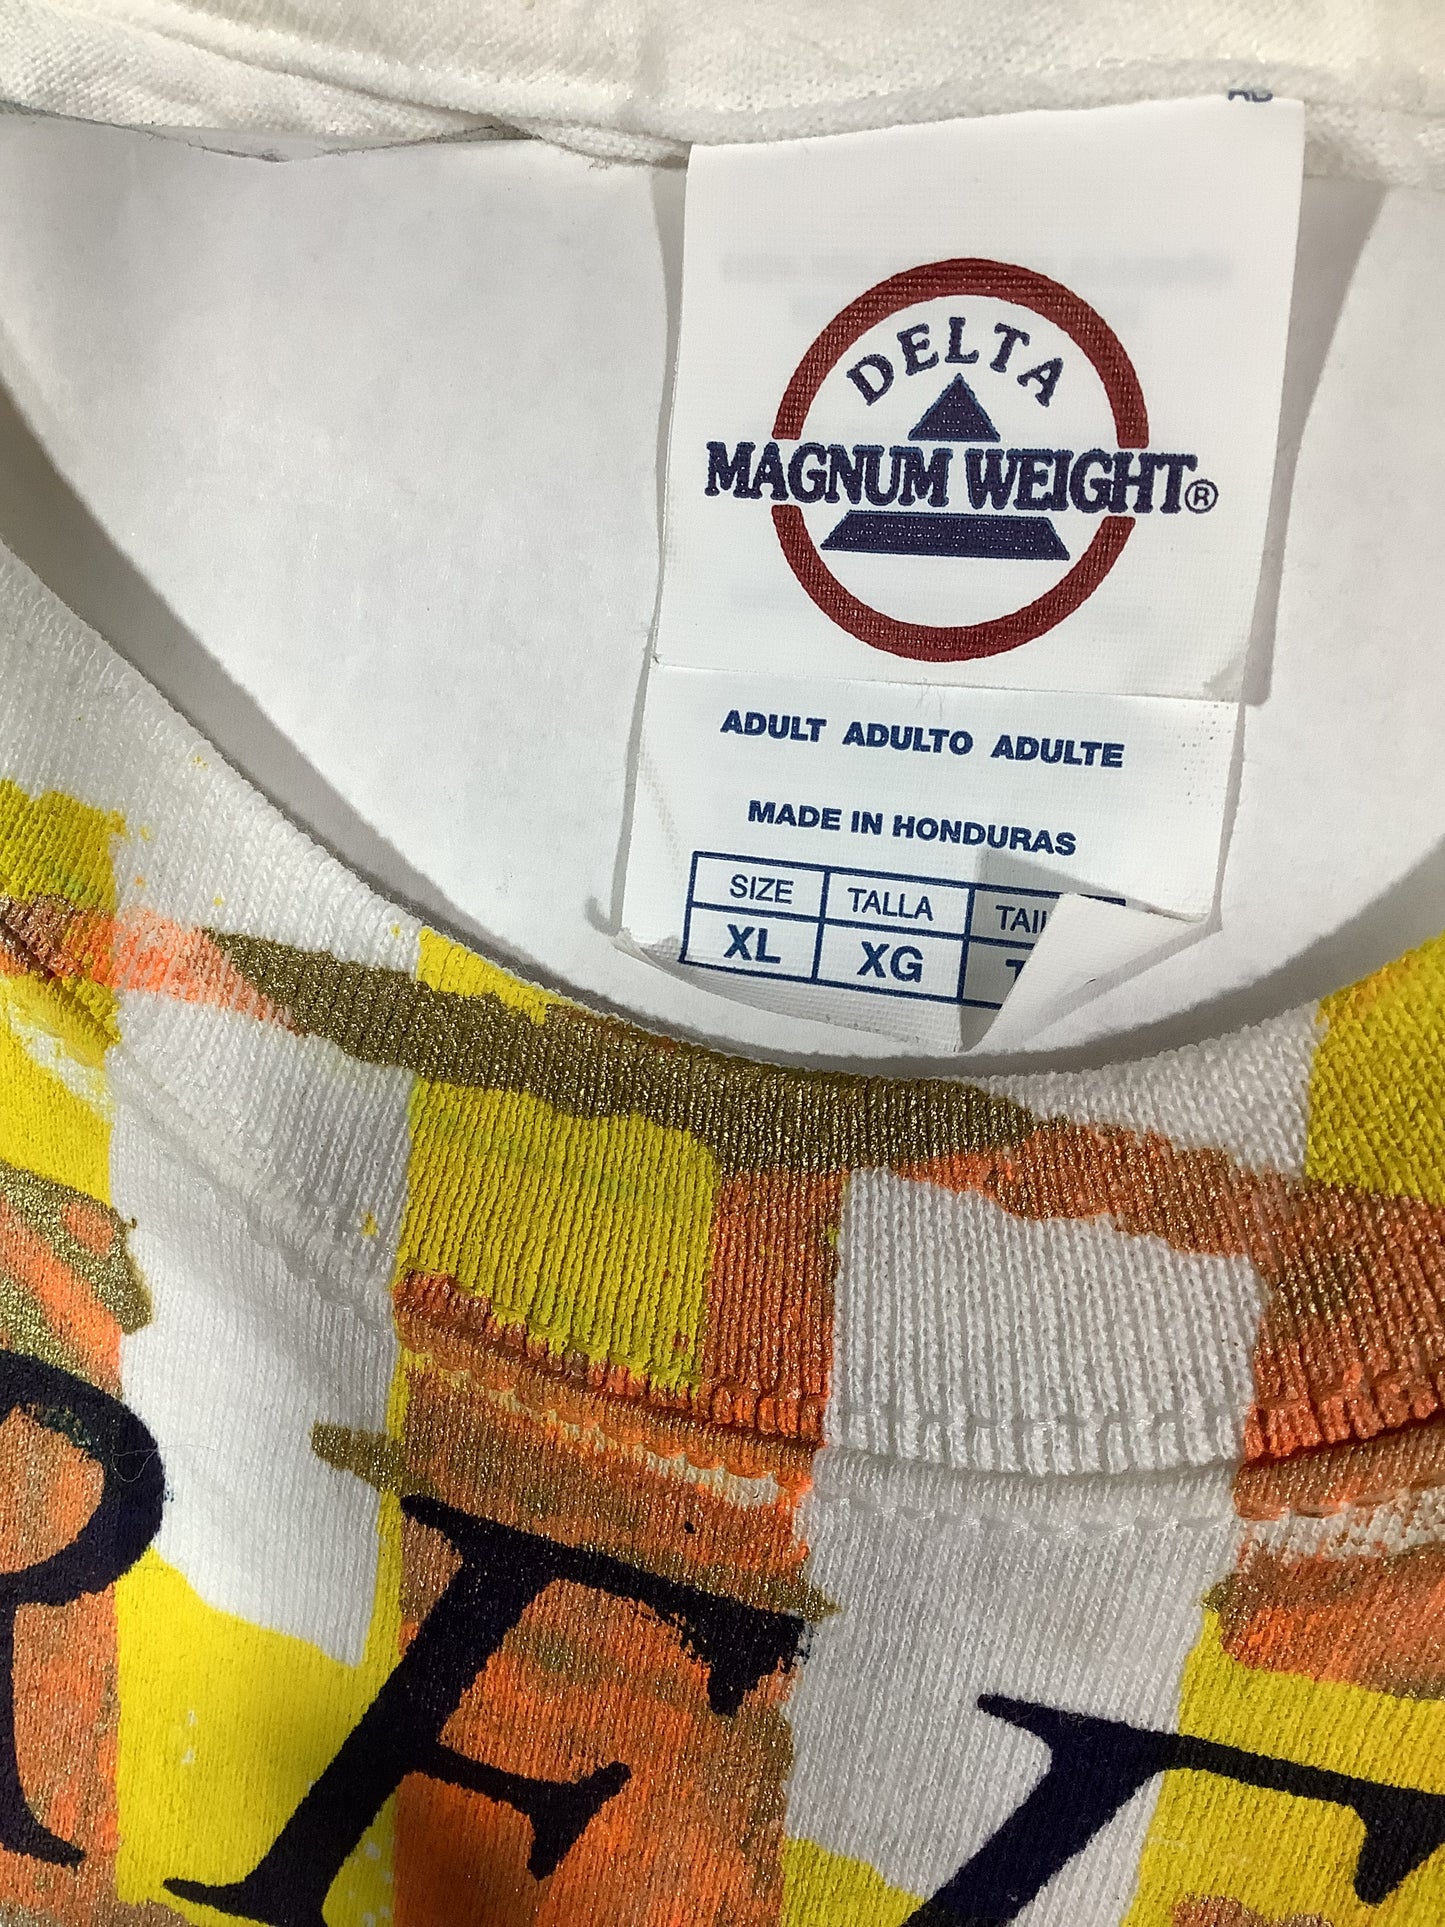 DELTA
MAGNUM WEIGHT®
ADULT ADULTO ADULTE
MADE IN HONDURAS
SIZE TALLA
XL XG
R F F